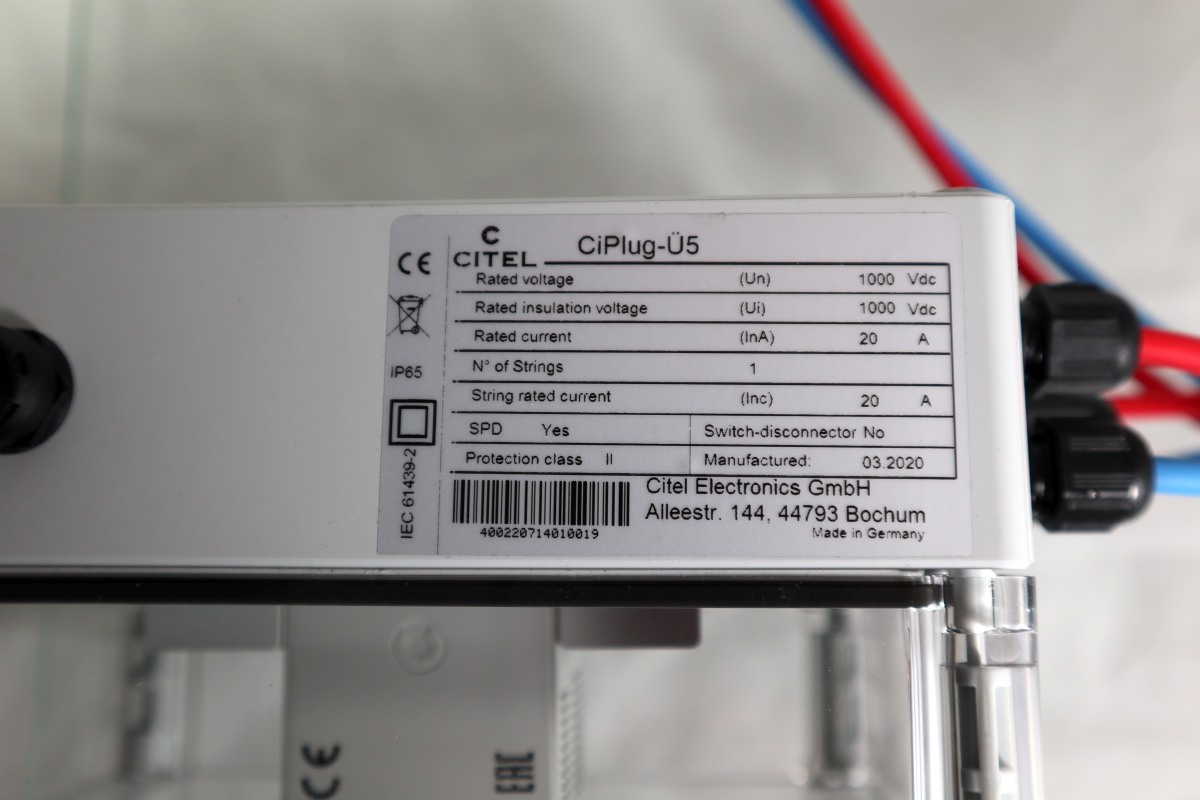 C
CITEL
CiPlug-Ü5
CE
IP65
IEC 61439-2
Rated voltage (Un) 1000 Vdc
Rated insulation voltage (Ui) 1000 Vdc
Rated current (InA) 20 A
N° of Strings 1
String rated current (Inc) 20 A
SPD Yes Switch-disconnector No
Protection class II Manufactured: 03.2020
400220714010019
Citel Electronics GmbH
Alleestr. 144, 44793 Bochum
Made in Germany
CE
EAC